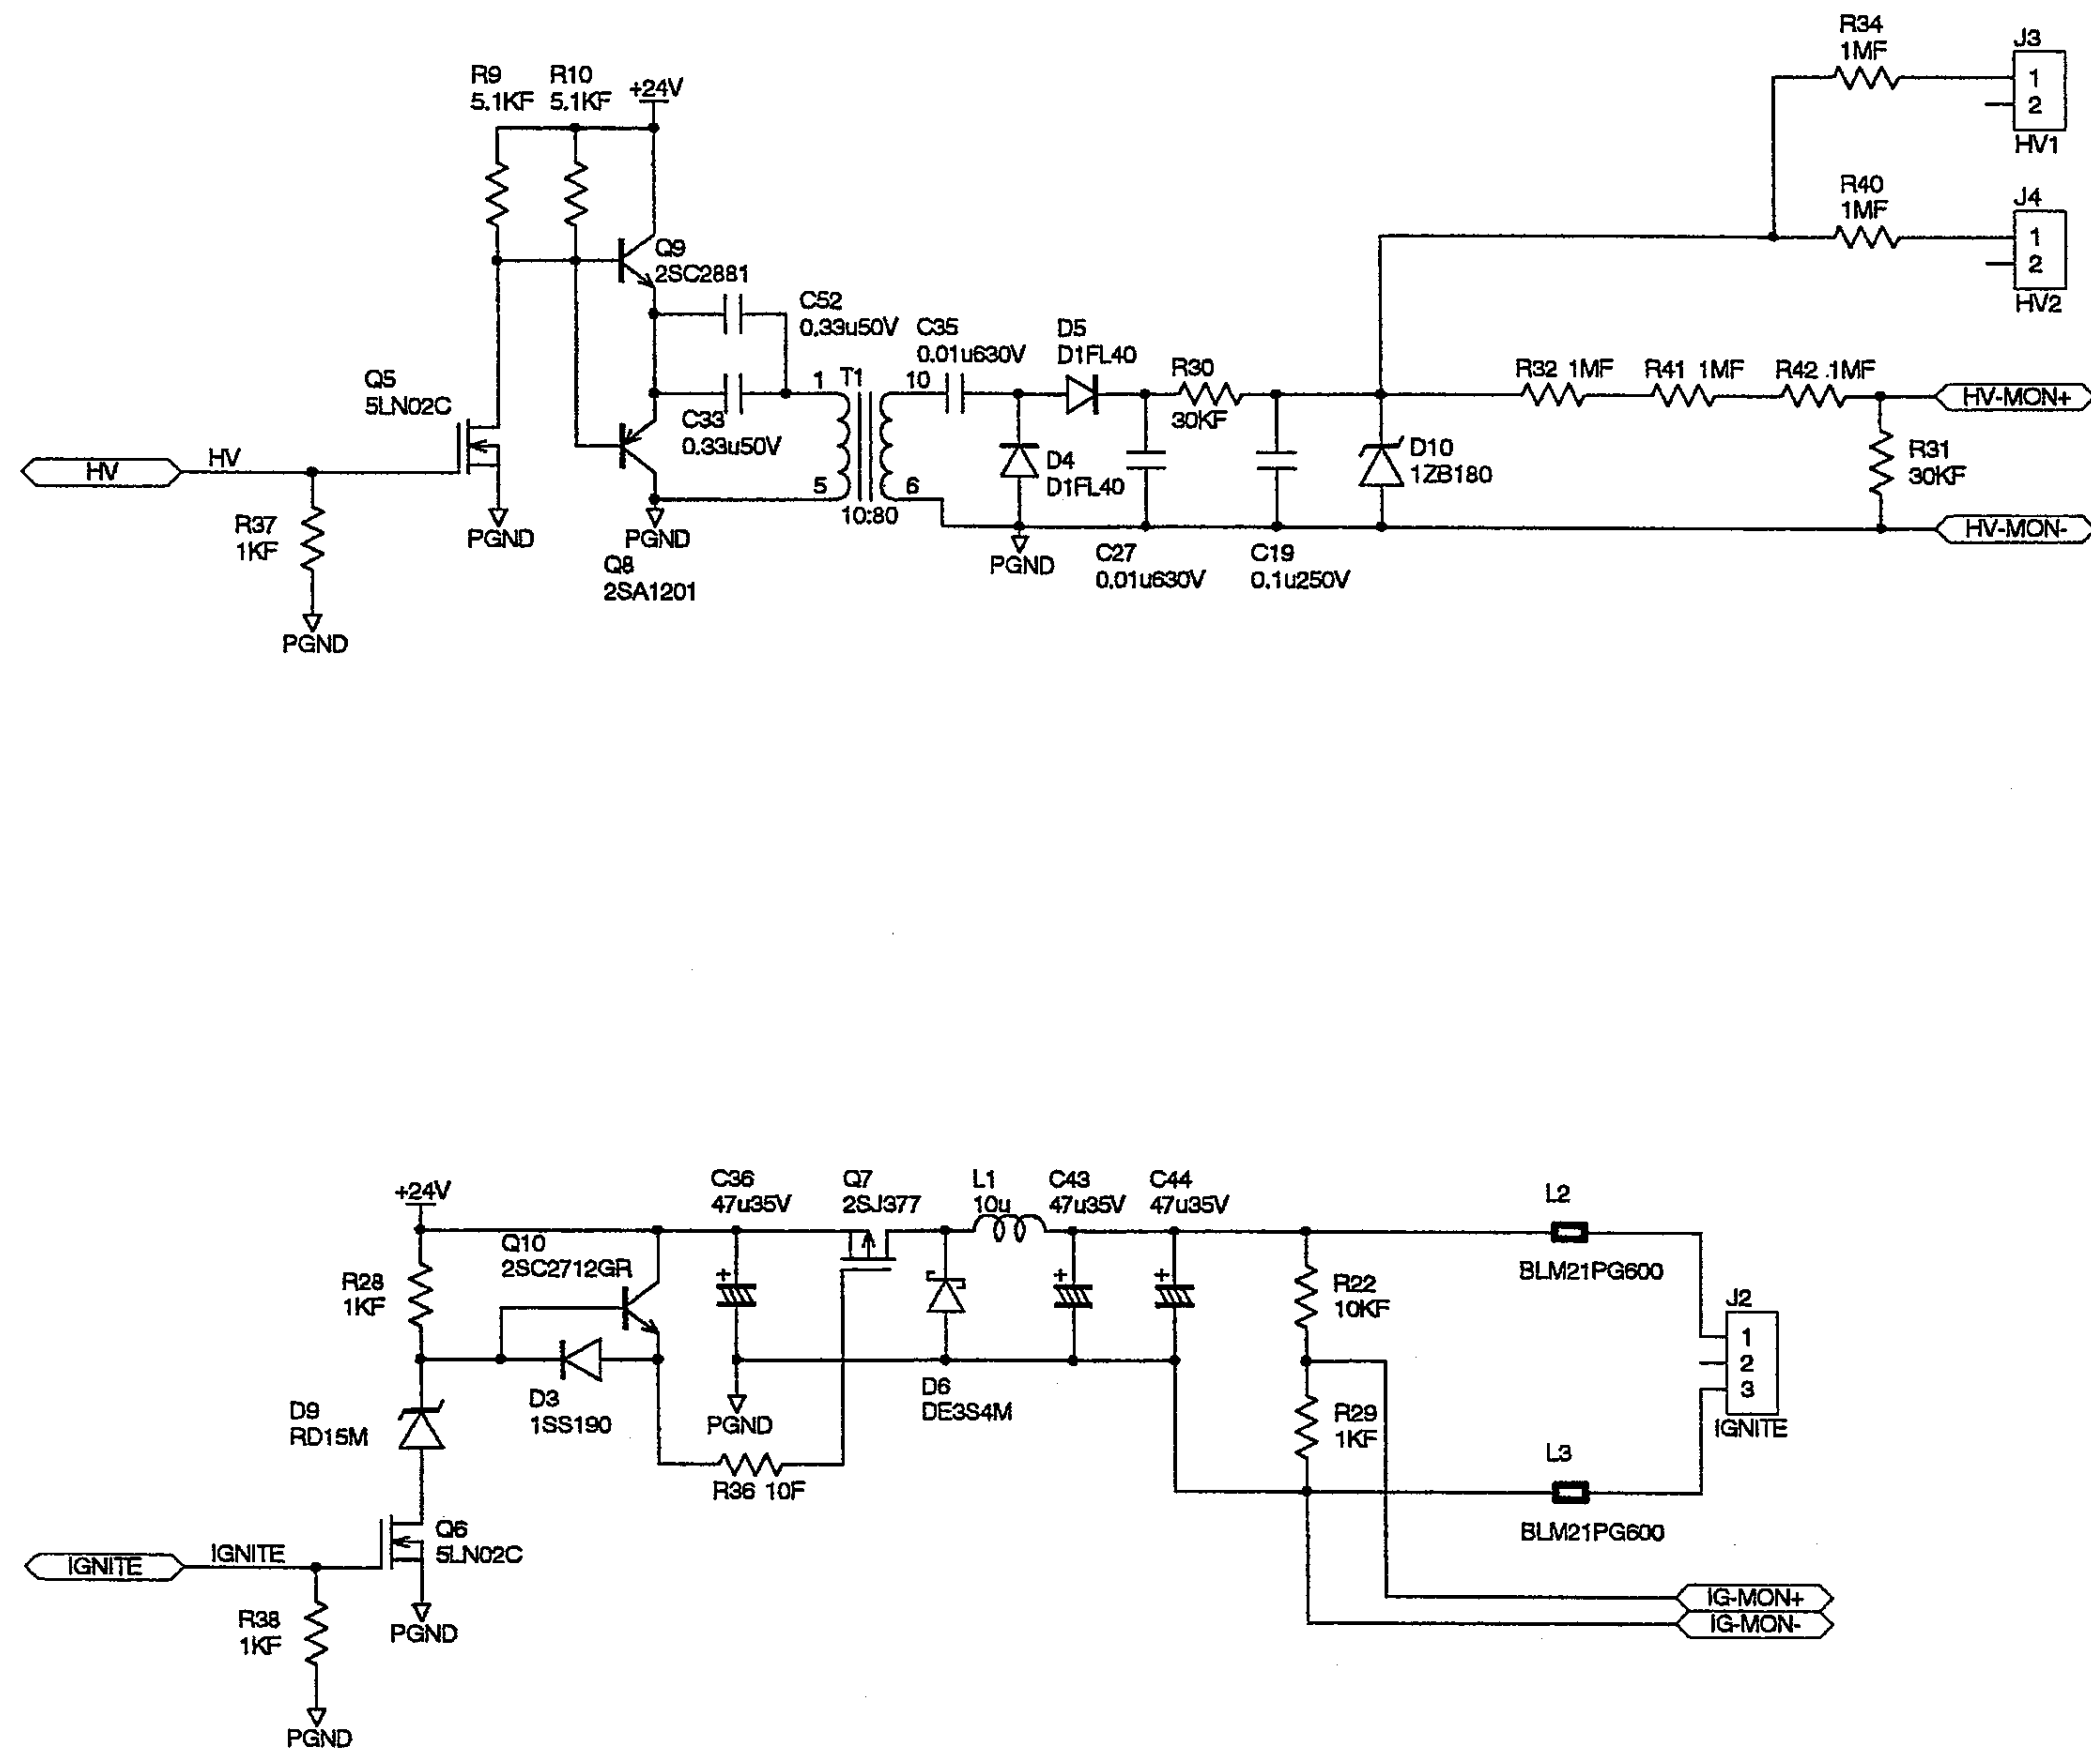 R34
1MF
J3
1
2
HV1
R9
5.1KF
R10
5.1KF
+24V
R40
1MF
J4
1
2
HV2
Q9
2SC2881
C52
0.33u50V
C35
0.01u630V
D5
D1FL40
R30
30KF
R32 1MF
R41 1MF
R42 1MF
HV-MON+
Q5
5LN02C
1
T1
10
C33
0.33u50V
HV
HV
D4
D1FL40
D10
1ZB180
R31
30KF
5
6
10:80
R37
1KF
PGND
PGND
Q8
2SA1201
PGND
C27
0.01u630V
C19
0.1u250V
HV-MON-
PGND
+24V
C36
47u35V
Q7
2SJ377
L1
10u
C43
47u35V
C44
47u35V
L2
BLM21PG600
Q10
2SC2712GR
R28
1KF
R22
10KF
J2
1
2
3
IGNITE
D3
1SS190
D9
RD15M
PGND
D6
DE3S4M
R29
1KF
L3
BLM21PG600
R36 10F
Q6
5LN02C
IGNITE
IGNITE
R38
1KF
PGND
IG-MON+
IG-MON-
PGND